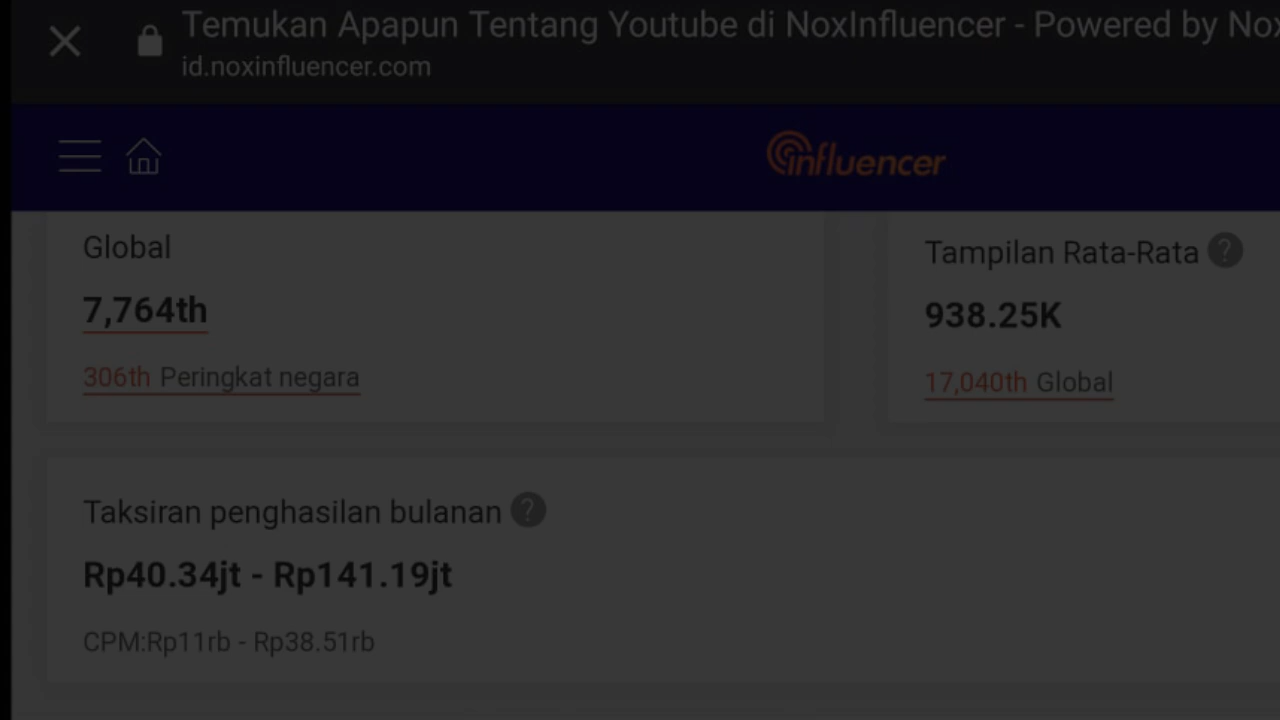 Temukan Apapun Tentang Youtube di NoxInfluencer - Powered by Nox
id.noxinfluencer.com
influencer
Global
7,764th
306th Peringkat negara
Tampilan Rata-Rata ?
938.25K
17,040th Global
Taksiran penghasilan bulanan ?
Rp40.34jt - Rp141.19jt
CPM:Rp11rb - Rp38.51rb